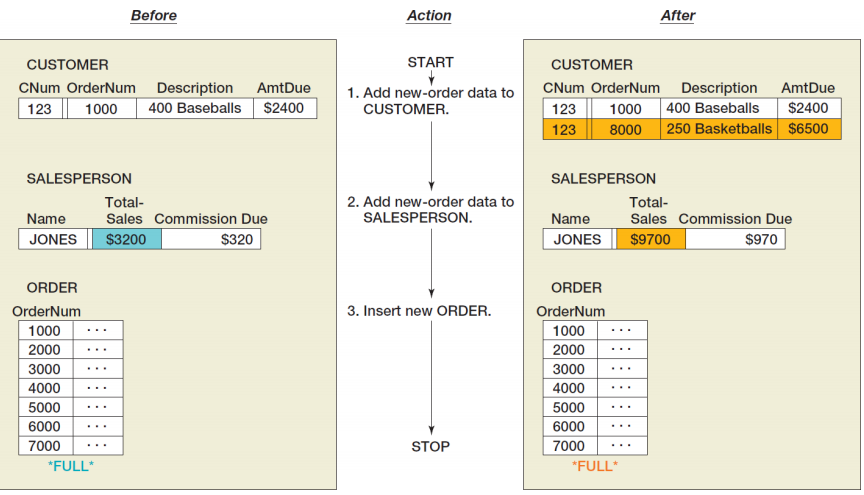 Before Action After
CUSTOMER
CNum OrderNum Description AmtDue
123 1000 400 Baseballs $2400
SALESPERSON
Total-
Name Sales Commission Due
JONES $3200 $320
ORDER
OrderNum
1000 ...
2000 ...
3000 ...
4000 ...
5000 ...
6000 ...
7000 ...
*FULL*
START
1. Add new-order data to
CUSTOMER.
2. Add new-order data to
SALESPERSON.
3. Insert new ORDER.
STOP
CUSTOMER
CNum OrderNum Description AmtDue
123 1000 400 Baseballs $2400
123 8000 250 Basketballs $6500
SALESPERSON
Total-
Name Sales Commission Due
JONES $9700 $970
ORDER
OrderNum
1000 ...
2000 ...
3000 ...
4000 ...
5000 ...
6000 ...
7000 ...
*FULL*